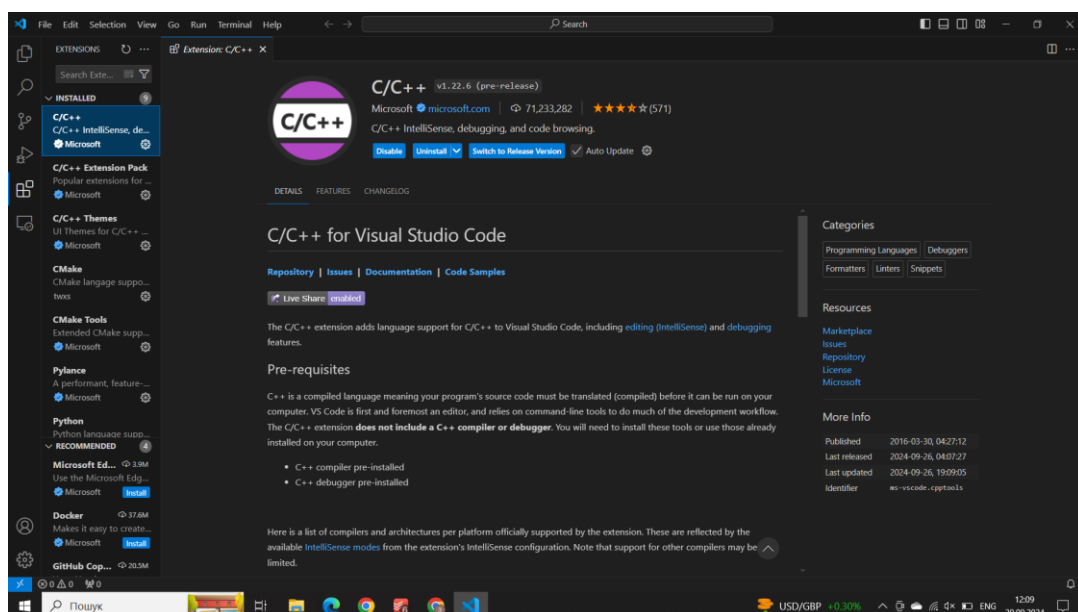 File Edit Selection View Go Run Terminal Help
Search
EXTENSIONS
Extension: C/C++
Search Exte...
INSTALLED 9
C/C++
C/C++ IntelliSense, de...
Microsoft
C/C++ Extension Pack
Popular extensions for ...
Microsoft
C/C++ Themes
UI Themes for C/C++ ...
Microsoft
CMake
CMake langage suppo...
twxs
CMake Tools
Extended CMake supp...
Microsoft
Pylance
A performant, feature-...
Microsoft
Python
Python language supp...
RECOMMENDED 4
Microsoft Ed... 3.9M
Use the Microsoft Edg...
Microsoft Install
Docker 37.6M
Makes it easy to create...
Microsoft Install
GitHub Cop... 20.5M
C/C++
C/C++ v1.22.6 (pre-release)
Microsoft microsoft.com 71,233,282 (571)
C/C++ IntelliSense, debugging, and code browsing.
Disable Uninstall Switch to Release Version Auto Update
DETAILS FEATURES CHANGELOG
C/C++ for Visual Studio Code
Repository | Issues | Documentation | Code Samples
Live Share enabled
The C/C++ extension adds language support for C/C++ to Visual Studio Code, including editing (IntelliSense) and debugging
features.
Pre-requisites
C++ is a compiled language meaning your program's source code must be translated (compiled) before it can be run on your
computer. VS Code is first and foremost an editor, and relies on command-line tools to do much of the development workflow.
The C/C++ extension does not include a C++ compiler or debugger. You will need to install these tools or use those already
installed on your computer.
• C++ compiler pre-installed
• C++ debugger pre-installed
Here is a list of compilers and architectures per platform officially supported by the extension. These are reflected by the
available IntelliSense modes from the extension's IntelliSense configuration. Note that support for other compilers may be
limited.
Categories
Programming Languages Debuggers
Formatters Linters Snippets
Resources
Marketplace
Issues
Repository
License
Microsoft
More Info
Published 2016-03-30, 04:27:12
Last released 2024-09-26, 04:07:27
Last updated 2024-09-26, 19:09:05
Identifier ms-vscode.cpptools
0 0 0
Пошук
USD/GBP +0.30% ENG
12:09